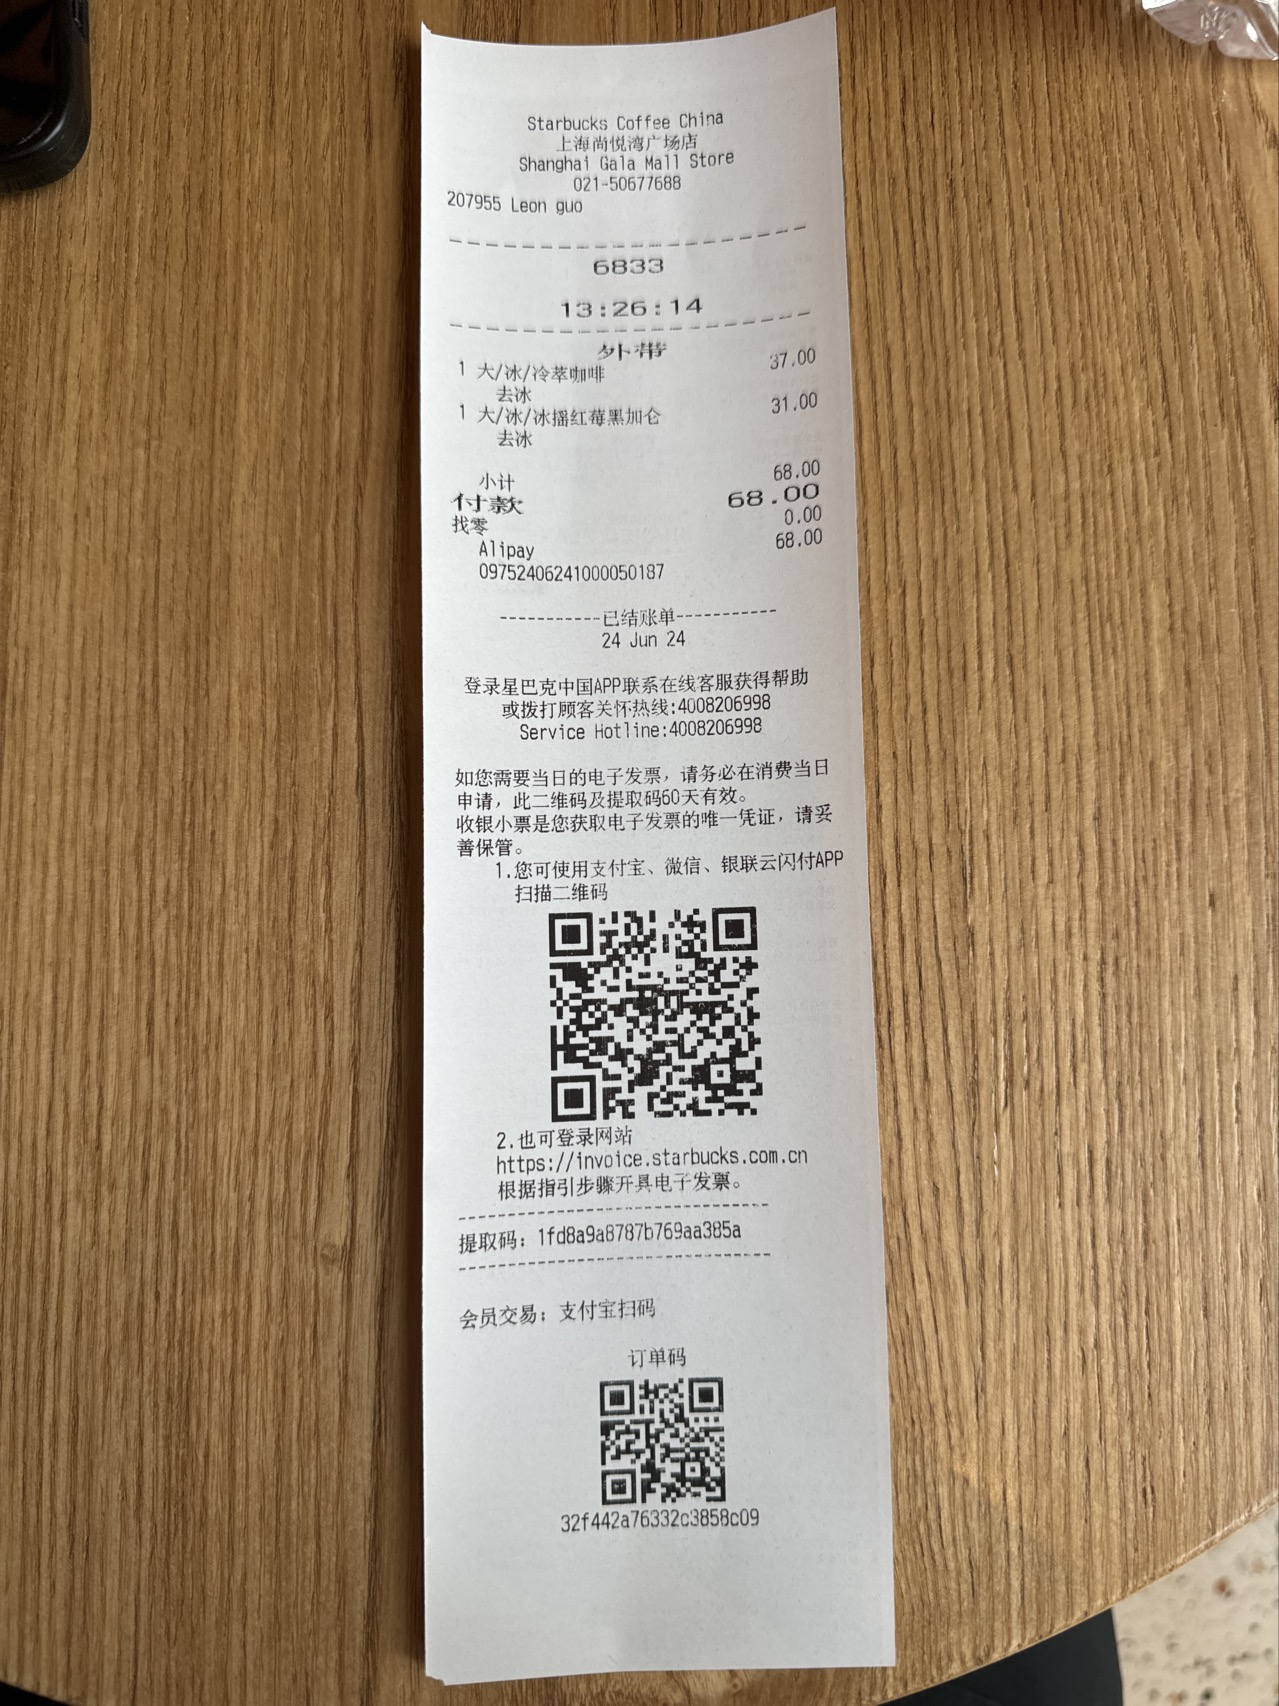 Starbucks Coffee China
上海尚悦湾广场店
Shanghai Gala Mall Store
021-50677688
207955 Leon guo
6833
13:26:14
外带
1 大/冰/冷萃咖啡 37.00
去冰
1 大/冰/冰摇红莓黑加仑 31.00
去冰
小计 68.00
付款 68.00
找零 0.00
Alipay 68.00
09752406241000050187
-----------已结账单-----------
24 Jun 24
登录星巴克中国APP联系在线客服获得帮助
或拨打顾客关怀热线:4008206998
Service Hotline:4008206998
如您需要当日的电子发票，请务必在消费当日
申请，此二维码及提取码60天有效。
收银小票是您获取电子发票的唯一凭证，请妥
善保管。
1.您可使用支付宝、微信、银联云闪付APP
扫描二维码
2.也可登录网站
https://invoice.starbucks.com.cn
根据指引步骤开具电子发票。
提取码：1fd8a9a8787b769aa385a
会员交易：支付宝扫码
订单码
32f442a76332c3858c09